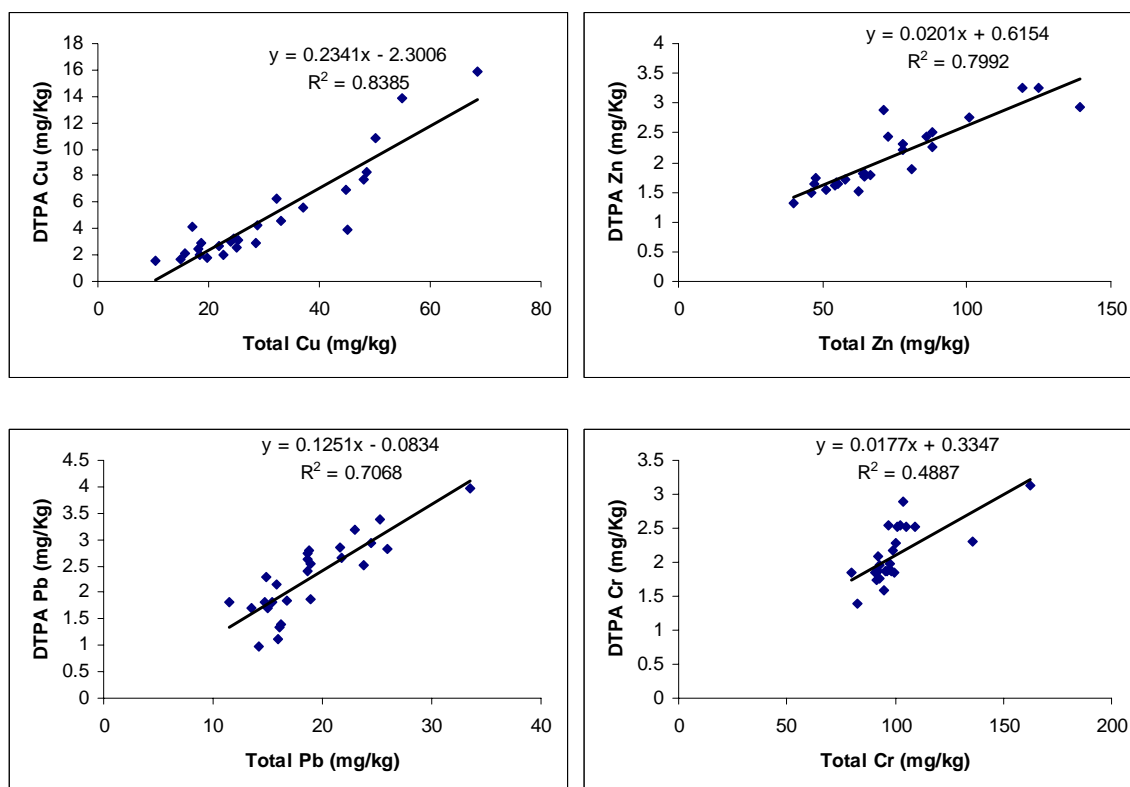 y = 0.2341x - 2.3006
R² = 0.8385
18
16
14
12
10
8
6
4
2
0
DTPA Cu (mg/Kg)
0 20 40 60 80
Total Cu (mg/kg)
y = 0.0201x + 0.6154
R² = 0.7992
4
3.5
3
2.5
2
1.5
1
0.5
0
DTPA Zn (mg/Kg)
0 50 100 150
Total Zn (mg/kg)
y = 0.1251x - 0.0834
R² = 0.7068
4.5
4
3.5
3
2.5
2
1.5
1
0.5
0
DTPA Pb (mg/Kg)
0 10 20 30 40
Total Pb (mg/kg)
y = 0.0177x + 0.3347
R² = 0.4887
3.5
3
2.5
2
1.5
1
0.5
0
DTPA Cr (mg/Kg)
0 50 100 150 200
Total Cr (mg/kg)